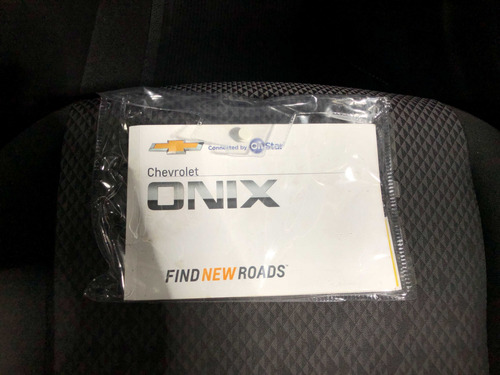 Connected by OnStar
Chevrolet
ONIX
FIND NEW ROADS